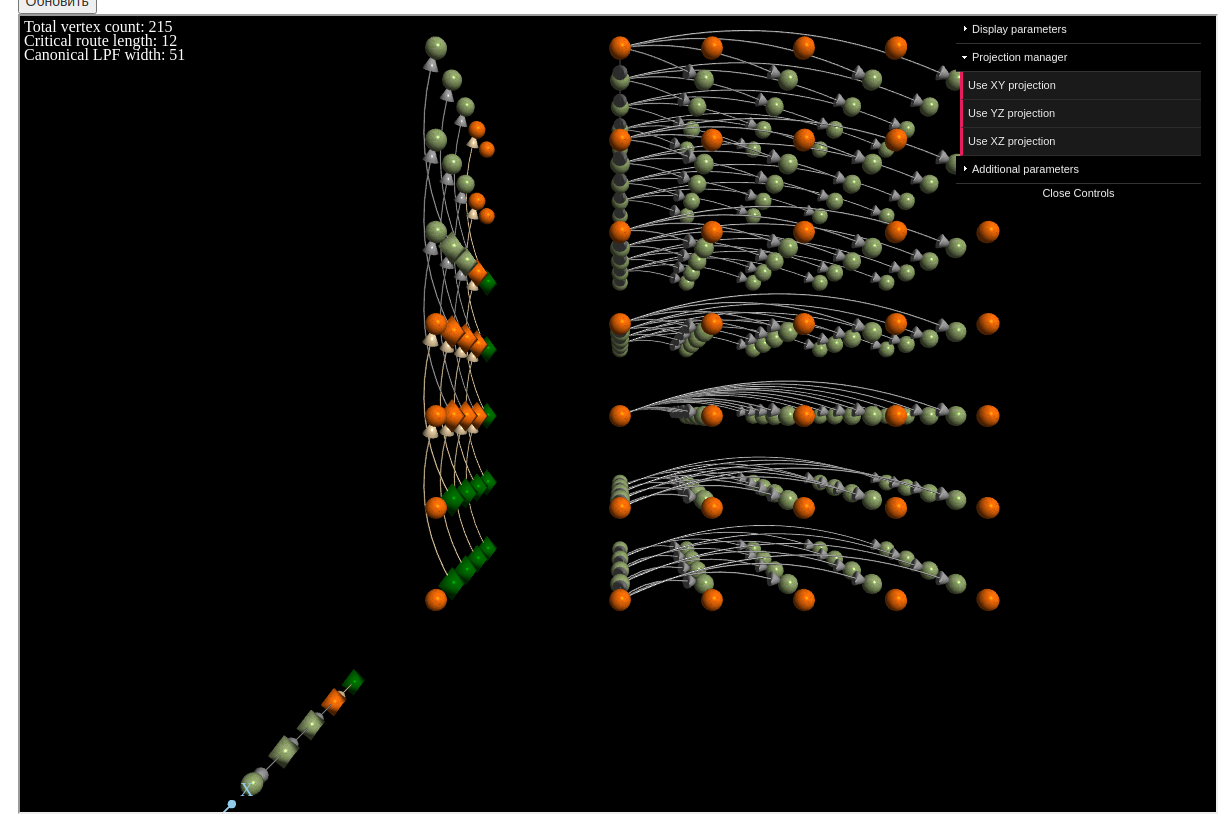 Обновить
Total vertex count: 215
Critical route length: 12
Canonical LPF width: 51
Display parameters
Projection manager
Use XY projection
Use YZ projection
Use XZ projection
Additional parameters
Close Controls
X